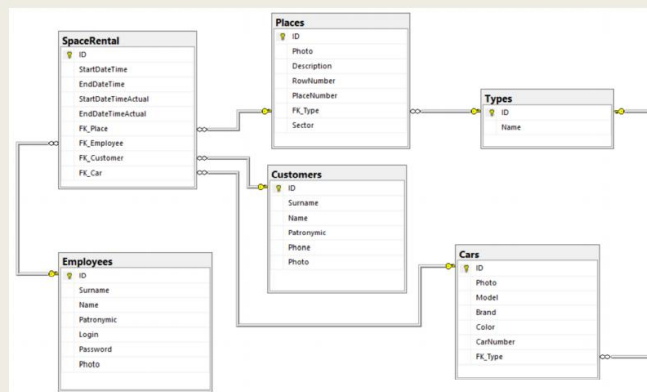 SpaceRental
ID
StartDateTime
EndDateTime
StartDateTimeActual
EndDateTimeActual
FK_Place
FK_Employee
FK_Customer
FK_Car
Places
ID
Photo
Description
RowNumber
PlaceNumber
FK_Type
Sector
Types
ID
Name
Customers
ID
Surname
Name
Patronymic
Phone
Photo
Employees
ID
Surname
Name
Patronymic
Login
Password
Photo
Cars
ID
Photo
Model
Brand
Color
CarNumber
FK_Type